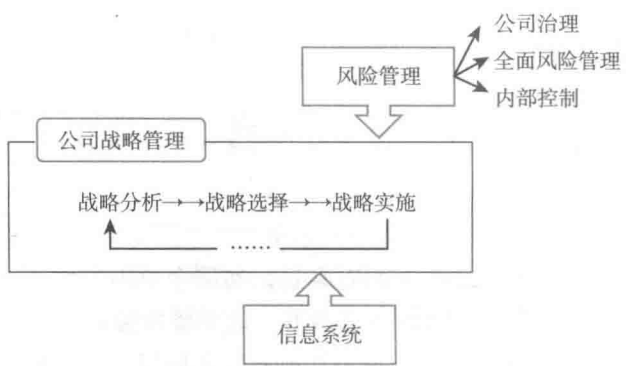 公司治理
风险管理
全面风险管理
内部控制
公司战略管理
战略分析→→战略选择→→战略实施
……
信息系统